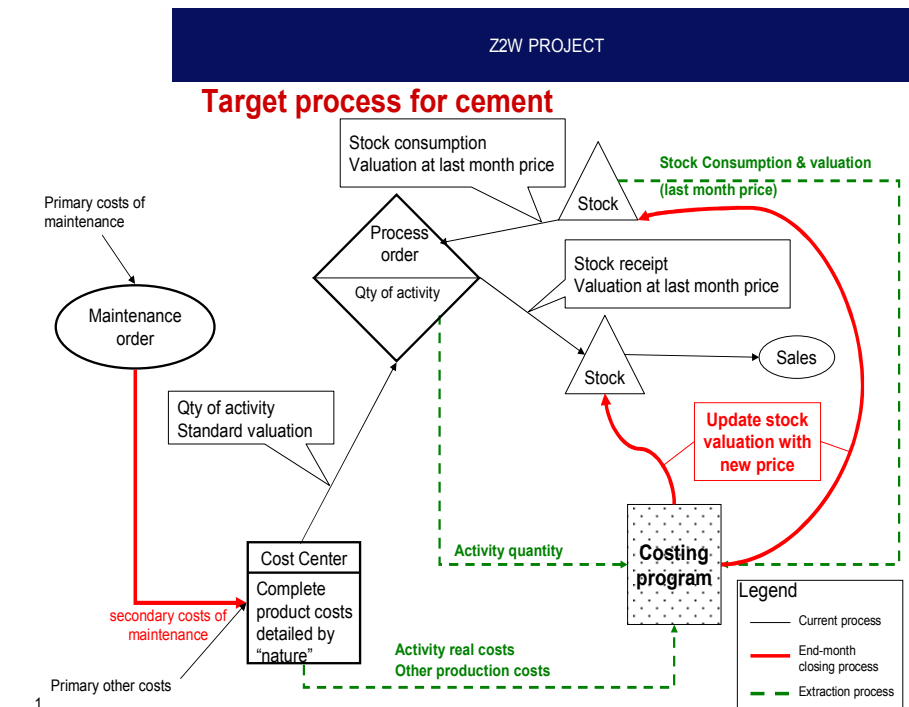 Z2W PROJECT
Target process for cement
Stock consumption
Valuation at last month price
Stock Consumption & valuation
(last month price)
Stock
Primary costs of
maintenance
Process
order
Qty of activity
Stock receipt
Valuation at last month price
Maintenance
order
Stock
Sales
Qty of activity
Standard valuation
Update stock
valuation with
new price
Activity quantity
Costing
program
Cost Center
Complete
product costs
detailed by
“nature”
secondary costs of
maintenance
Activity real costs
Other production costs
Primary other costs
Legend
Current process
End-month
closing process
Extraction process
1